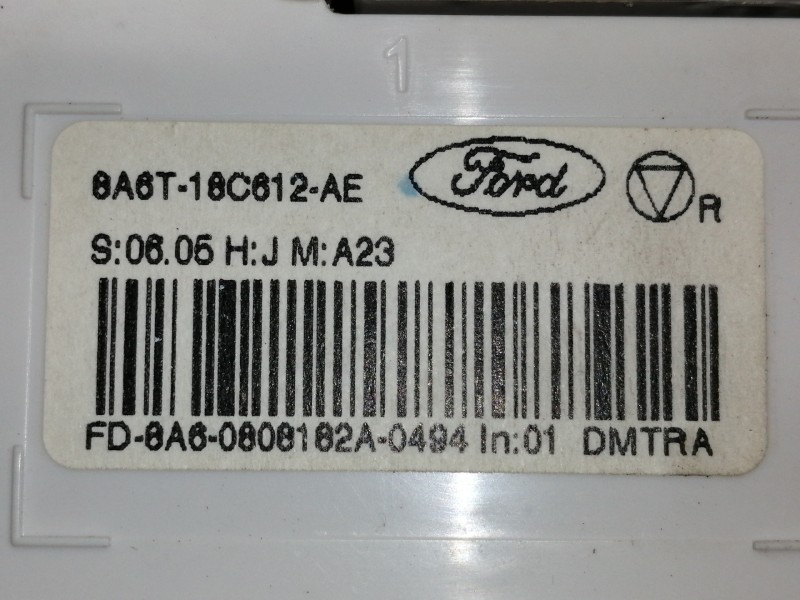 1
8A6T-18C612-AE
Ford
R
S:06.05 H:J M:A23
FD-8A6-0808182A-0494 In:01 DMTRA